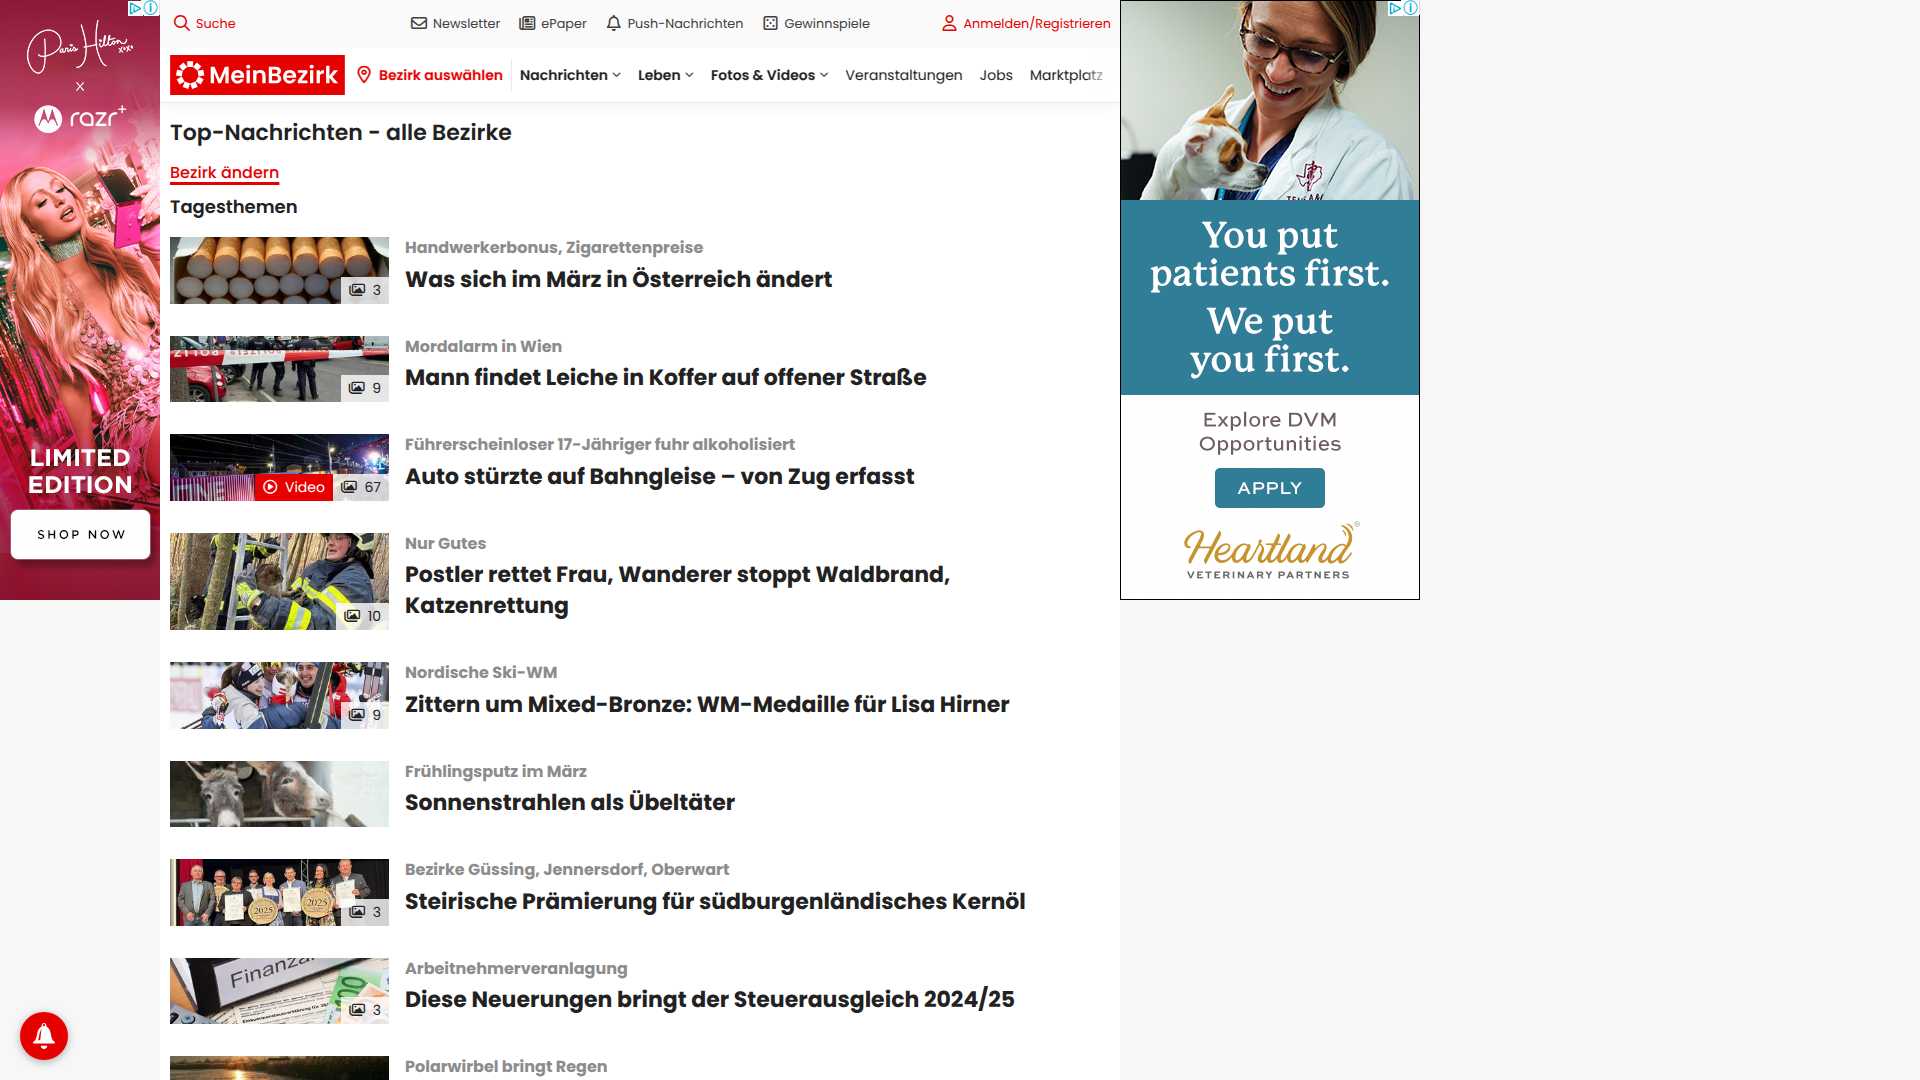 Paris Hilton
xoxo
x
razr+
LIMITED
EDITION
SHOP NOW
Suche
Newsletter
ePaper
Push-Nachrichten
Gewinnspiele
Anmelden/Registrieren
MeinBezirk
Bezirk auswählen
Nachrichten
Leben
Fotos & Videos
Veranstaltungen
Jobs
Marktplatz
Top-Nachrichten - alle Bezirke
Bezirk ändern
Tagesthemen
3
Handwerkerbonus, Zigarettenpreise
Was sich im März in Österreich ändert
9
Mordalarm in Wien
Mann findet Leiche in Koffer auf offener Straße
Video
67
Führerscheinloser 17-Jähriger fuhr alkoholisiert
Auto stürzte auf Bahngleise – von Zug erfasst
10
Nur Gutes
Postler rettet Frau, Wanderer stoppt Waldbrand,
Katzenrettung
9
Nordische Ski-WM
Zittern um Mixed-Bronze: WM-Medaille für Lisa Hirner
Frühlingsputz im März
Sonnenstrahlen als Übeltäter
2025
2025
3
Bezirke Güssing, Jennersdorf, Oberwart
Steirische Prämierung für südburgenländisches Kernöl
Finanza
3
Arbeitnehmerveranlagung
Diese Neuerungen bringt der Steuerausgleich 2024/25
Polarwirbel bringt Regen
You put
patients first.
We put
you first.
Explore DVM
Opportunities
APPLY
Heartland
VETERINARY PARTNERS